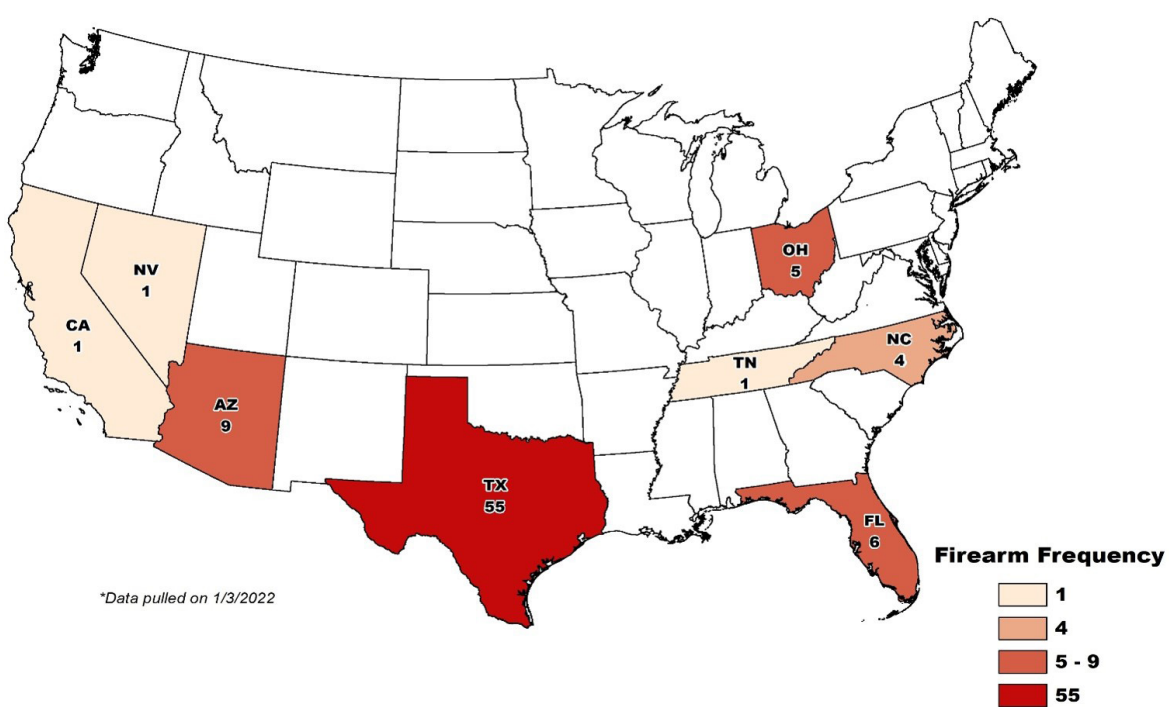 NV
1
CA
1
AZ
9
TX
55
OH
5
TN
1
NC
4
FL
6
Firearm Frequency
1
4
5 - 9
55
*Data pulled on 1/3/2022